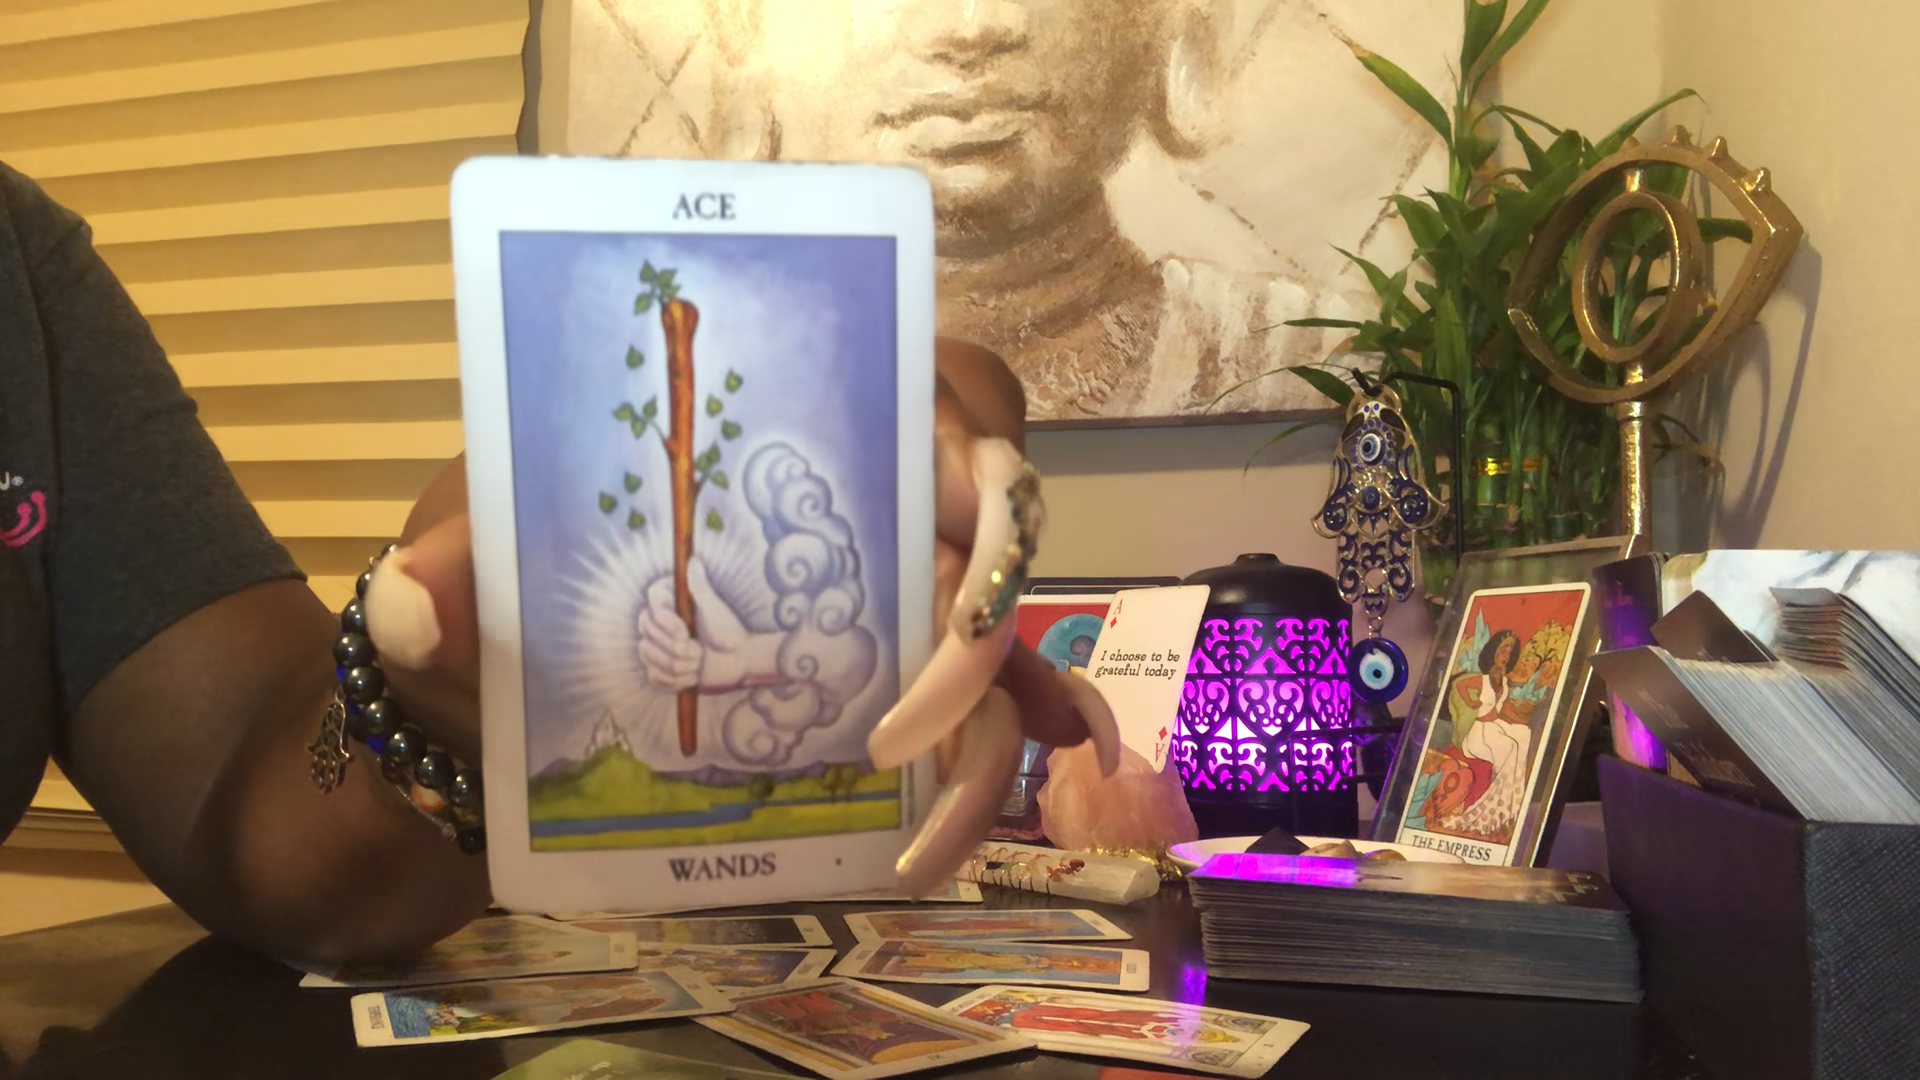 ACE
WANDS
A
I choose to be
grateful today
A
THE EMPRESS